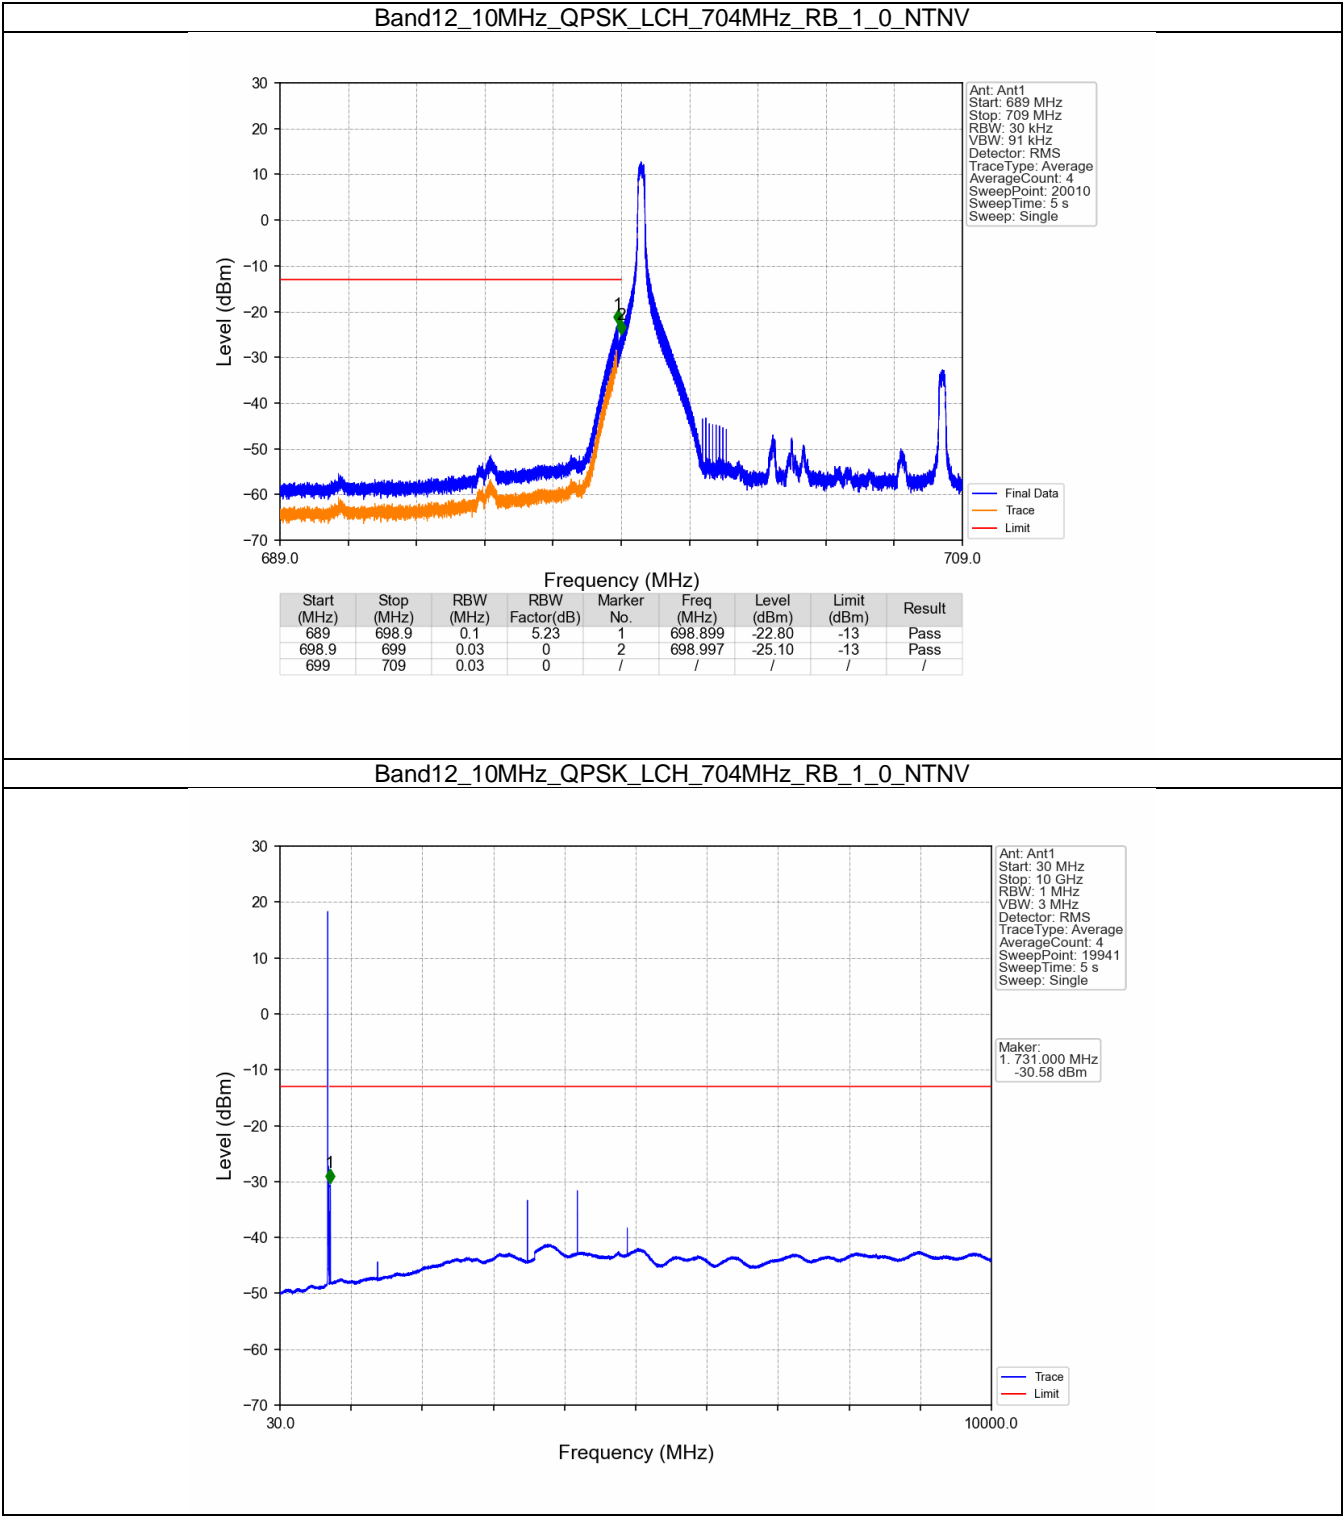 Band12_10MHz_QPSK_LCH_704MHz_RB_1_0_NTNV
30
20
10
0
−10
−20
−30
−40
−50
−60
−70
Level (dBm)
1
2
689.0
709.0
Frequency (MHz)
Ant: Ant1
Start: 689 MHz
Stop: 709 MHz
RBW: 30 kHz
VBW: 91 kHz
Detector: RMS
TraceType: Average
AverageCount: 4
SweepPoint: 20010
SweepTime: 5 s
Sweep: Single
Final Data
Trace
Limit
Start (MHz) Stop (MHz) RBW (MHz) RBW Factor(dB) Marker No. Freq (MHz) Level (dBm) Limit (dBm) Result
689 698.9 0.1 5.23 1 698.899 -22.80 -13 Pass
698.9 699 0.03 0 2 698.997 -25.10 -13 Pass
699 709 0.03 0 / / / / /
Band12_10MHz_QPSK_LCH_704MHz_RB_1_0_NTNV
30
20
10
0
−10
−20
−30
−40
−50
−60
−70
Level (dBm)
1
30.0
10000.0
Frequency (MHz)
Ant: Ant1
Start: 30 MHz
Stop: 10 GHz
RBW: 1 MHz
VBW: 3 MHz
Detector: RMS
TraceType: Average
AverageCount: 4
SweepPoint: 19941
SweepTime: 5 s
Sweep: Single
Maker:
1. 731.000 MHz
-30.58 dBm
Trace
Limit